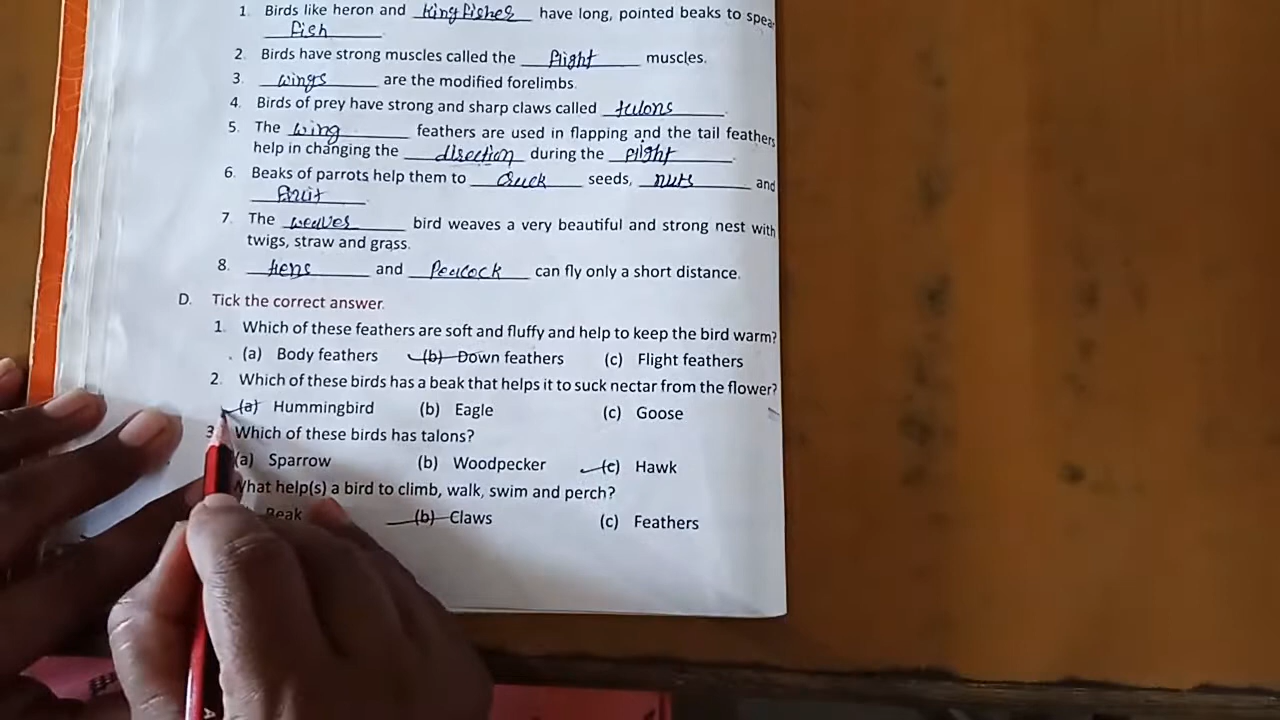 1. Birds like heron and kingfisher have long, pointed beaks to spear
fish
2. Birds have strong muscles called the flight muscles.
3. wings are the modified forelimbs.
4. Birds of prey have strong and sharp claws called talons.
5. The wing feathers are used in flapping and the tail feathers
help in changing the direction during the flight.
6. Beaks of parrots help them to crack seeds, nuts and
fruit.
7. The weaver bird weaves a very beautiful and strong nest with
twigs, straw and grass.
8. Hens and Peacock can fly only a short distance.
D. Tick the correct answer.
1. Which of these feathers are soft and fluffy and help to keep the bird warm?
(a) Body feathers (b) Down feathers (c) Flight feathers
2. Which of these birds has a beak that helps it to suck nectar from the flower?
(a) Hummingbird (b) Eagle (c) Goose
3. Which of these birds has talons?
(a) Sparrow (b) Woodpecker (c) Hawk
What help(s) a bird to climb, walk, swim and perch?
Beak (b) Claws (c) Feathers